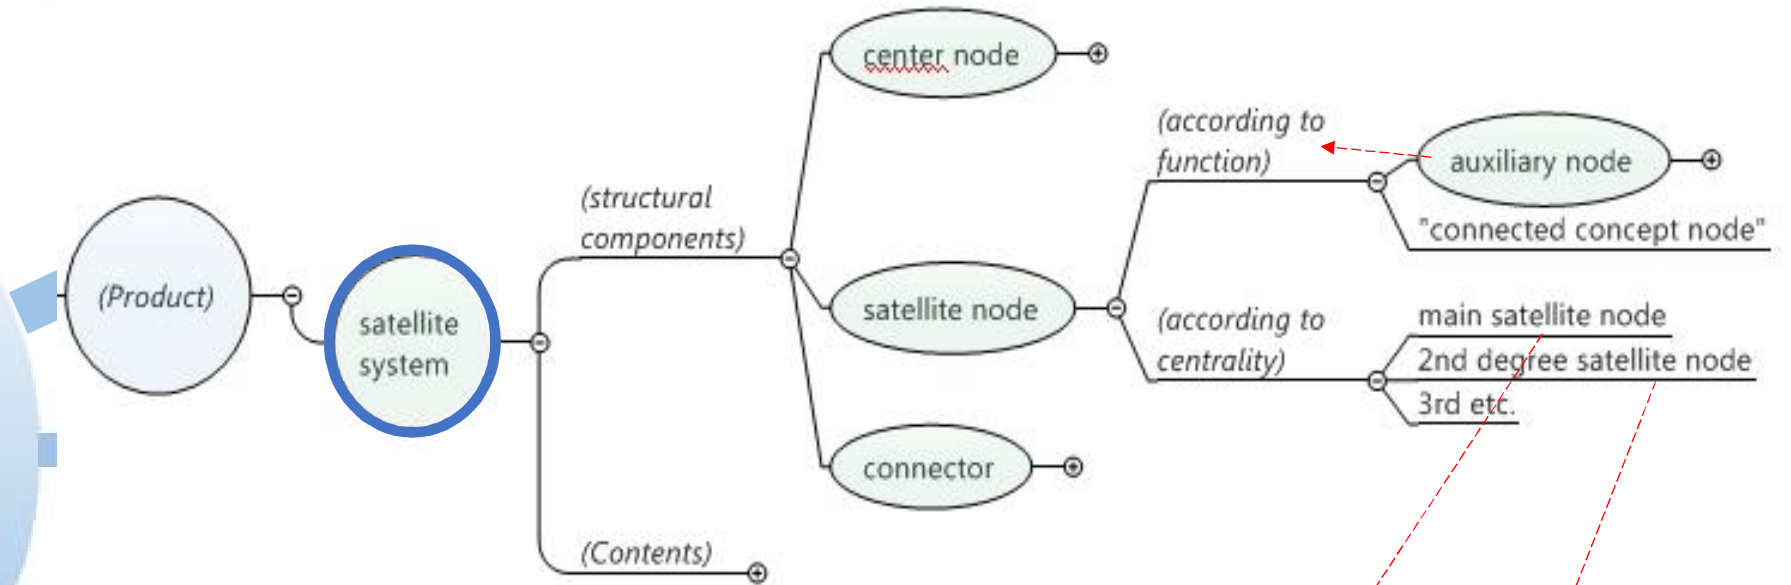 (Product)
satellite
system
(structural
components)
(Contents)
center node
satellite node
connector
(according to
function)
(according to
centrality)
auxiliary node
"connected concept node"
main satellite node
2nd degree satellite node
3rd etc.